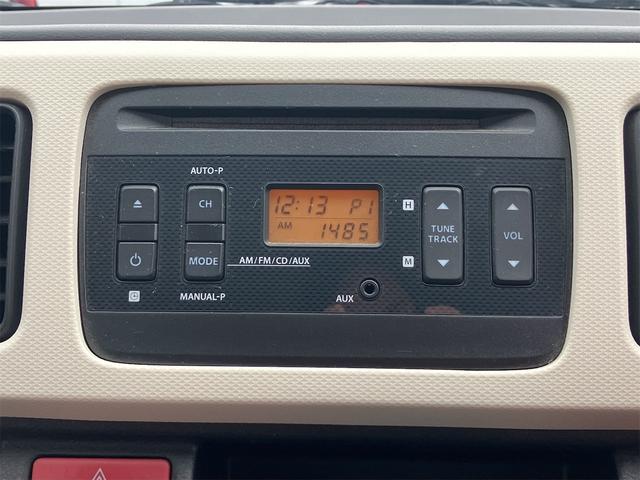 AUTO-P
CH
12:13 P1
AM 1485
H
TUNE
TRACK
VOL
MODE
AM/FM/CD/AUX
M
MANUAL-P
AUX